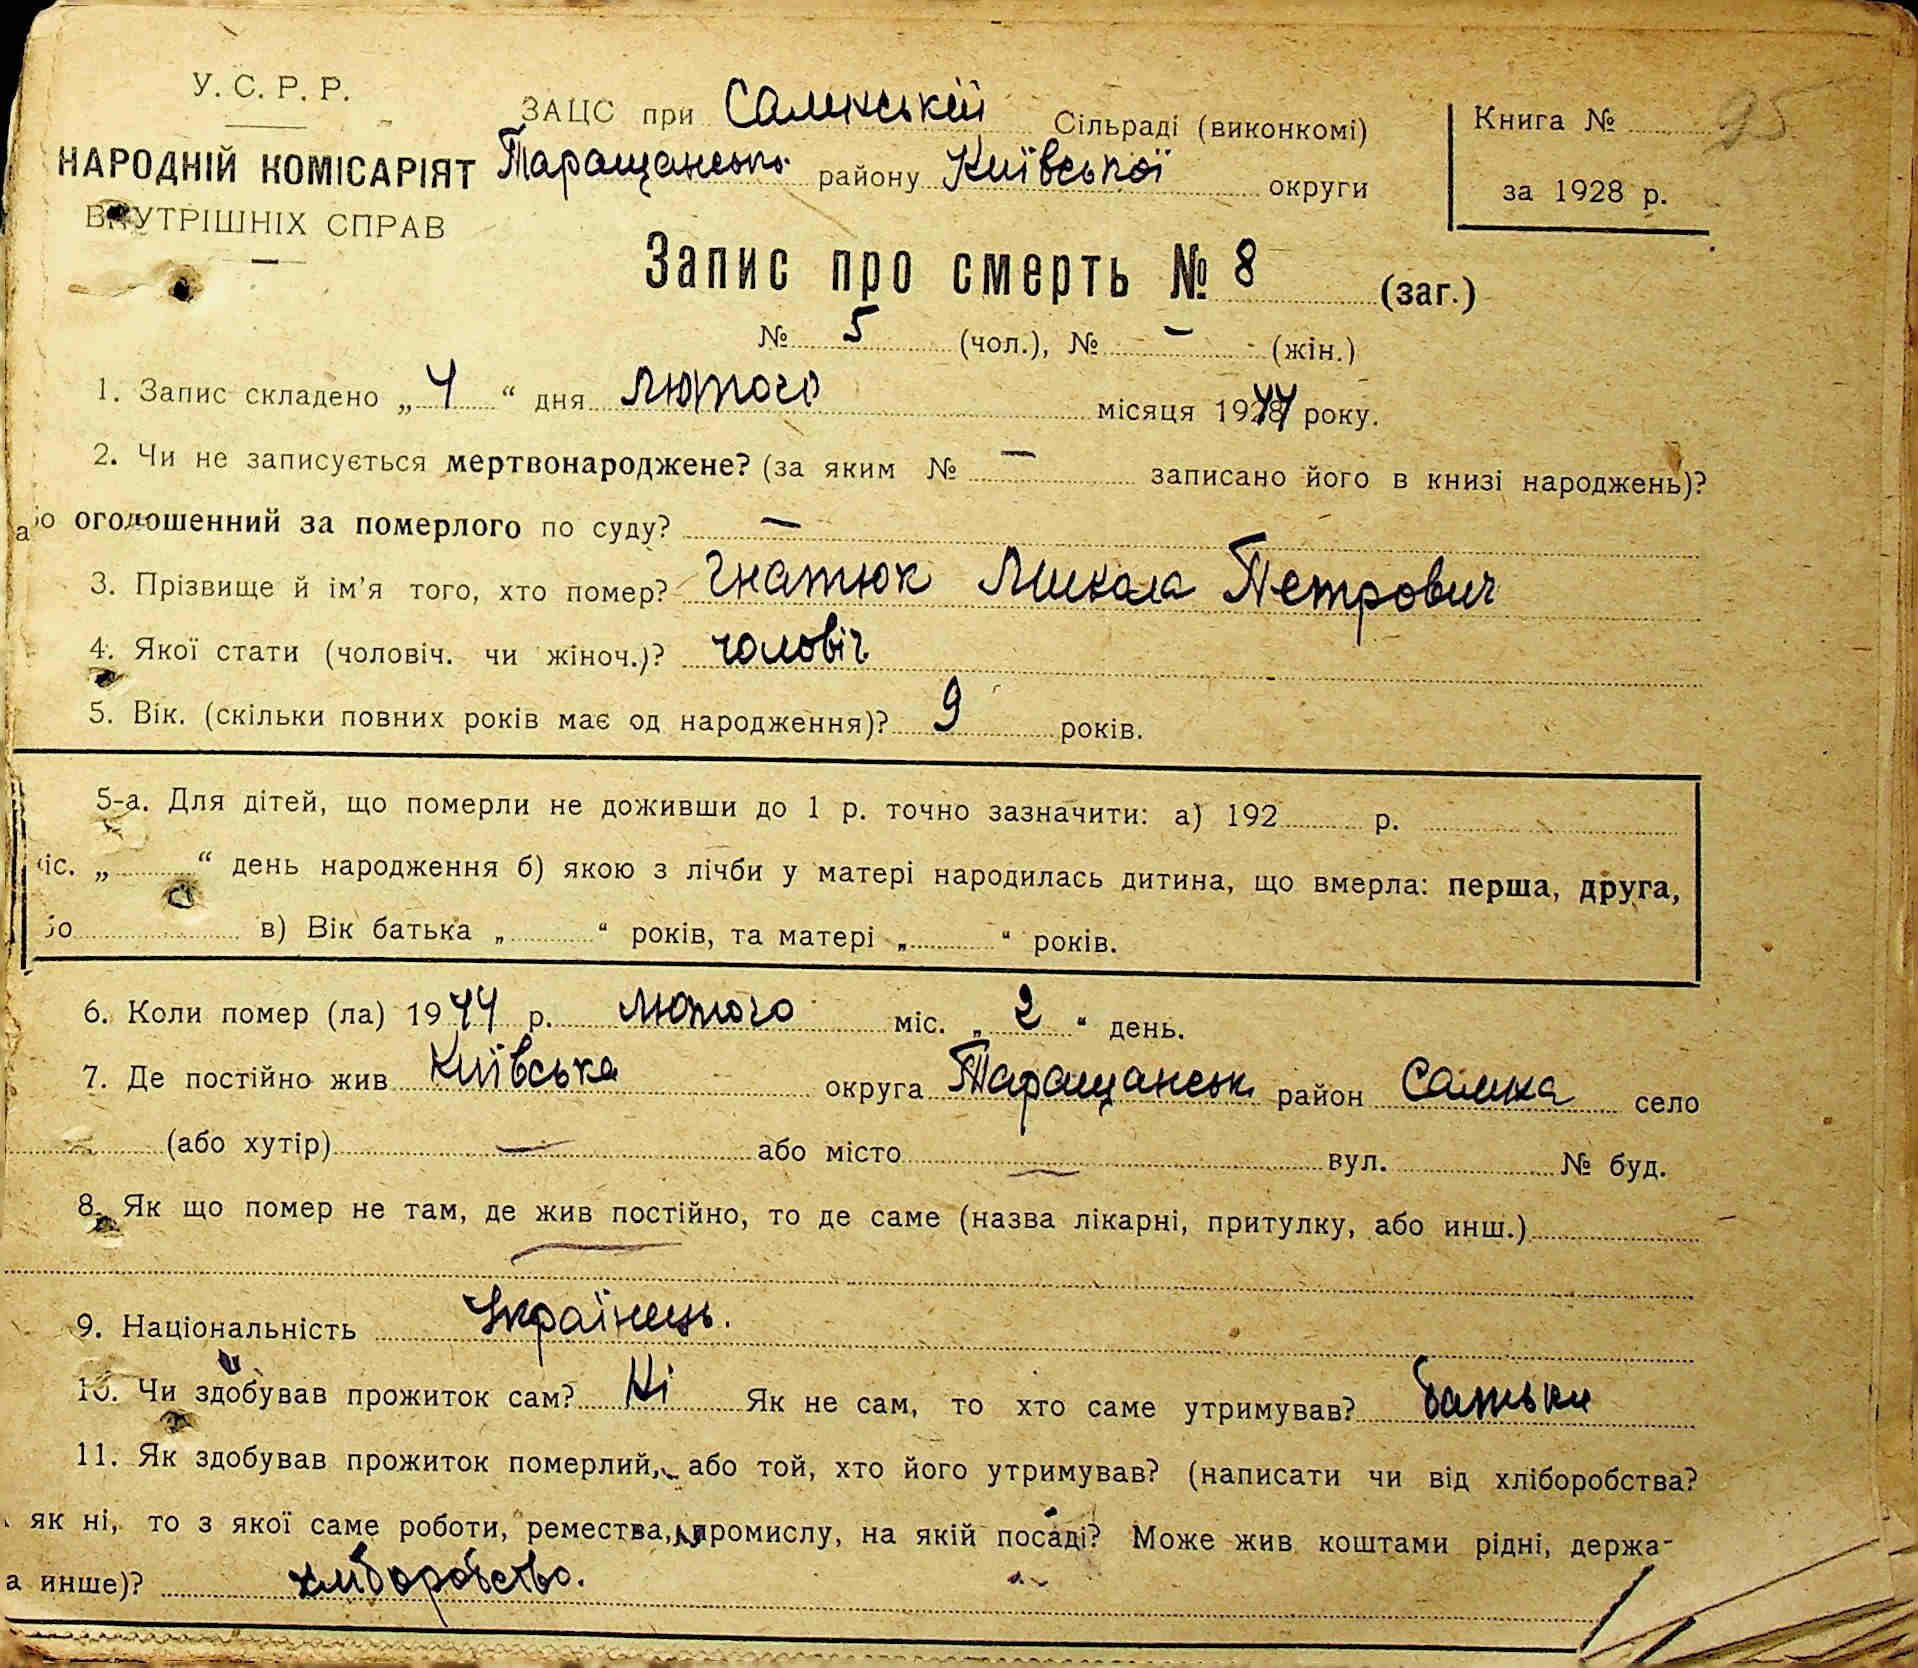 У. С. Р. Р.
НАРОДНІЙ КОМІСАРІЯТ
ВНУТРІШНІХ СПРАВ
ЗАЦС при Салинській Сільраді (виконкомі)
Таращансько району Київської округи
Книга № 95
за 1928 р.
Запис про смерть № 8 (заг.)
№ 5 (чол.), № – (жін.)
1. Запис складено „ 4 “ дня лютого місяця 1944 року.
2. Чи не записується мертвонароджене? (за яким № – записано його в книзі народжень)?
або оголошенний за померлого по суду? –
3. Прізвище й ім’я того, хто помер? Гнатюк Микола Петрович
4. Якої стати (чоловіч. чи жіноч.)? чоловіч
5. Вік. (скільки повних років має од народження)? 9 років.
5-а. Для дітей, що померли не доживши до 1 р. точно зазначити: а) 192 р.
міс. „ “ день народження б) якою з лічби у матері народилась дитина, що вмерла: перша, друга,
бо в) Вік батька „ “ років, та матері „ “ років.
6. Коли помер (ла) 1944 р. лютого міс. „ 2 “ день.
7. Де постійно жив Київська округа Таращанськ район Салиха село
(або хутір) – або місто – вул. № буд.
8. Як що помер не там, де жив постійно, то де саме (назва лікарні, притулку, або инш.)
9. Національність Українець.
10. Чи здобував прожиток сам? Ні Як не сам, то хто саме утримував? батьки
11. Як здобував прожиток померлий, або той, хто його утримував? (написати чи від хліборобства?
як ні, то з якої саме роботи, ремества, промислу, на якій посаді? Може жив коштами рідні, держа-
а инше)? хліборобство.